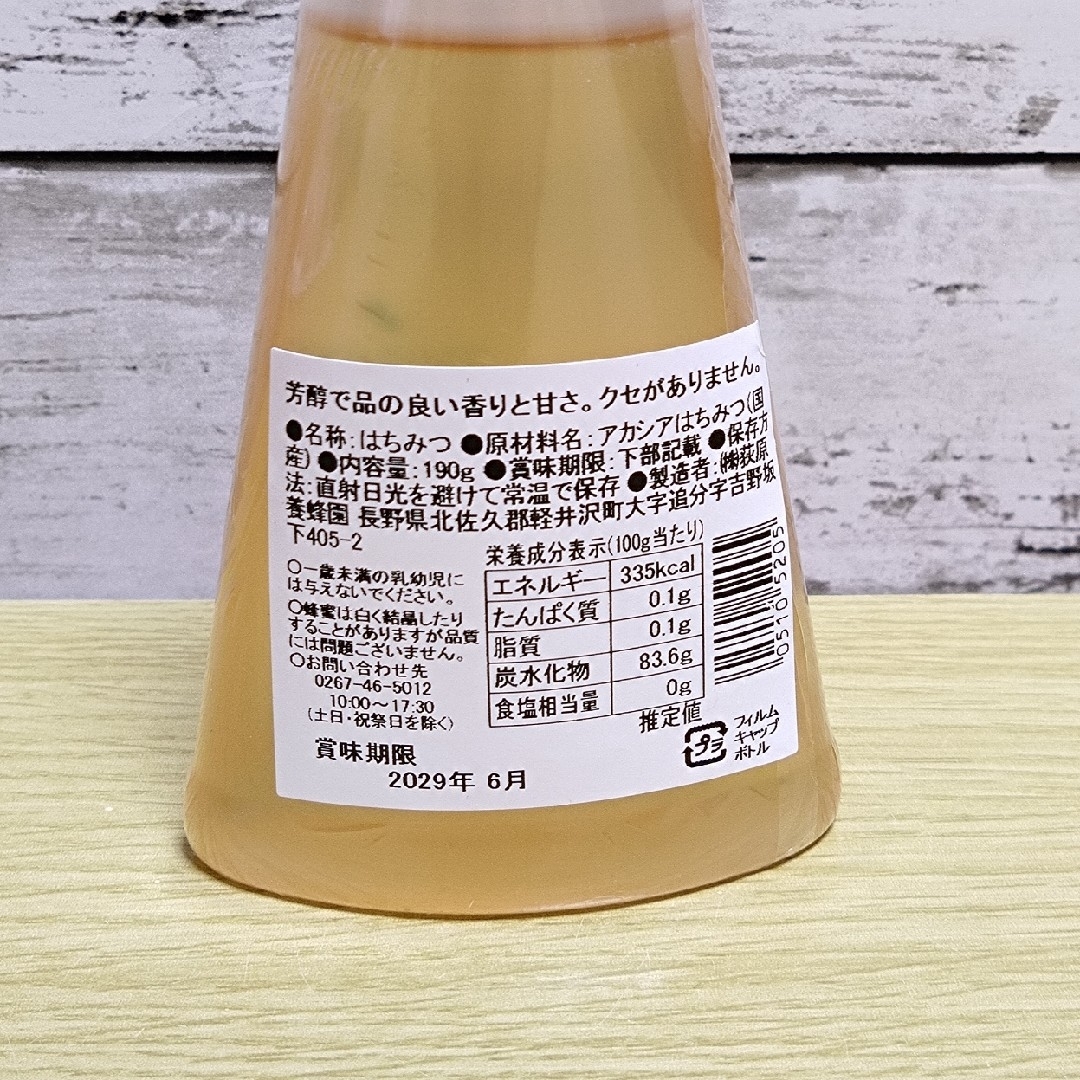 芳醇で品の良い香りと甘さ。クセがありません。
●名称:はちみつ ●原材料名:アカシアはちみつ(国
産) ●内容量:190g ●賞味期限:下部記載 ●保存方
法:直射日光を避けて常温で保存 ●製造者:㈱荻原
養蜂園 長野県北佐久郡軽井沢町大字追分字吉野坂
下405-2
○一歳未満の乳幼児に
は与えないでください。
○蜂蜜は白く結晶したり
することがありますが品質
には問題ございません。
○お問い合わせ先
0267-46-5012
10:00~17:30
(土日・祝祭日を除く)
栄養成分表示(100g当たり)
エネルギー 335kcal
たんぱく質 0.1g
脂質 0.1g
炭水化物 83.6g
食塩相当量 0g
推定値
051015205
プラ
フィルム
キャップ
ボトル
賞味期限
2029年 6月